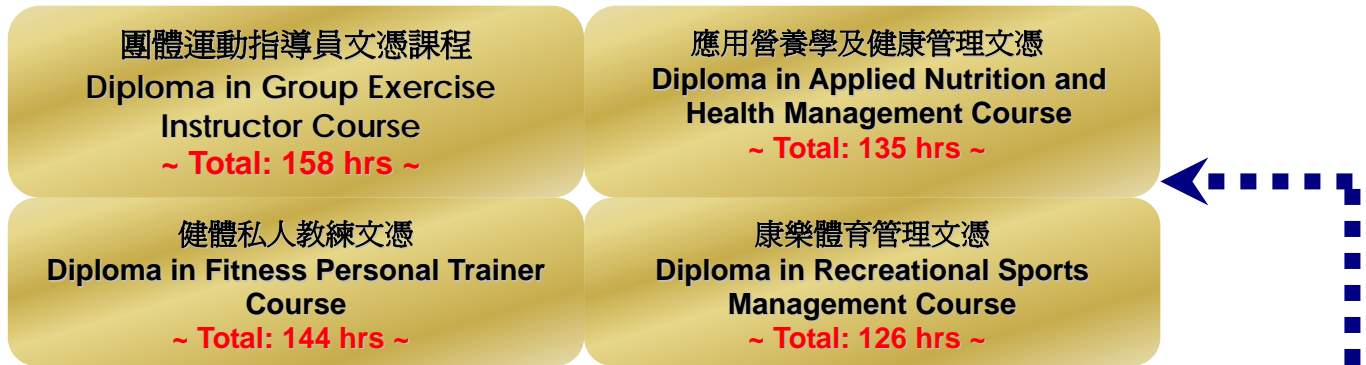 團體運動指導員文憑課程
Diploma in Group Exercise
Instructor Course
~ Total: 158 hrs ~
應用營養學及健康管理文憑
Diploma in Applied Nutrition and
Health Management Course
~ Total: 135 hrs ~
健體私人教練文憑
Diploma in Fitness Personal Trainer
Course
~ Total: 144 hrs ~
康樂體育管理文憑
Diploma in Recreational Sports
Management Course
~ Total: 126 hrs ~